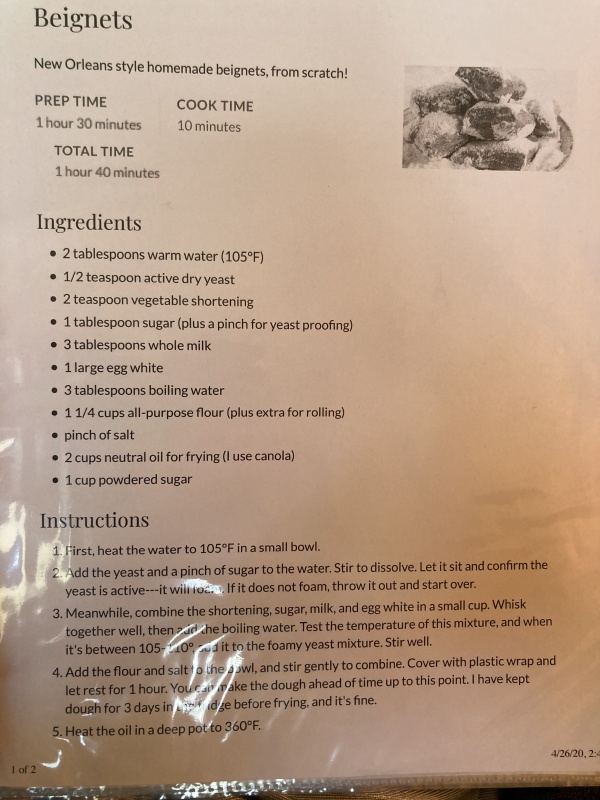 Beignets
New Orleans style homemade beignets, from scratch!
PREP TIME
1 hour 30 minutes
COOK TIME
10 minutes
TOTAL TIME
1 hour 40 minutes
Ingredients
• 2 tablespoons warm water (105°F)
• 1/2 teaspoon active dry yeast
• 2 teaspoon vegetable shortening
• 1 tablespoon sugar (plus a pinch for yeast proofing)
• 3 tablespoons whole milk
• 1 large egg white
• 3 tablespoons boiling water
• 1 1/4 cups all-purpose flour (plus extra for rolling)
• pinch of salt
• 2 cups neutral oil for frying (I use canola)
• 1 cup powdered sugar
Instructions
1. First, heat the water to 105°F in a small bowl.
2. Add the yeast and a pinch of sugar to the water. Stir to dissolve. Let it sit and confirm the
yeast is active---it will foam. If it does not foam, throw it out and start over.
3. Meanwhile, combine the shortening, sugar, milk, and egg white in a small cup. Whisk
together well, then add the boiling water. Test the temperature of this mixture, and when
it's between 105-110° add it to the foamy yeast mixture. Stir well.
4. Add the flour and salt to the bowl, and stir gently to combine. Cover with plastic wrap and
let rest for 1 hour. You can make the dough ahead of time up to this point. I have kept
dough for 3 days in fridge before frying, and it's fine.
5. Heat the oil in a deep pot to 360°F.
1 of 2
4/26/20,